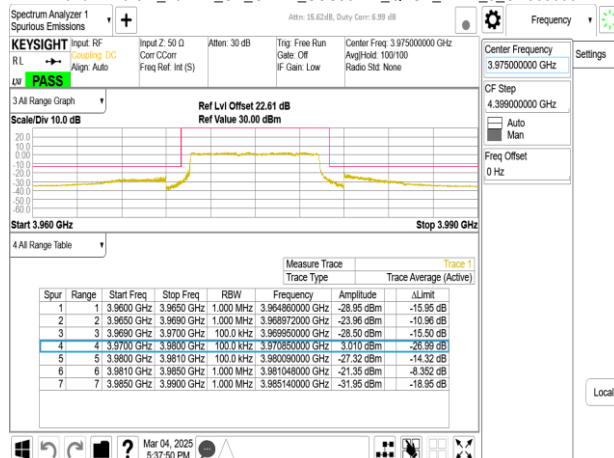 Spectrum Analyzer 1
Spurious Emissions
Attn: 15.62dB, Duty Corr: 6.99 dB
Frequency
Settings
KEYSIGHT
RL
LXI
PASS
Input: RF
Coupling: DC
Align: Auto
Input Z: 50 Ω
Corr CCorr
Freq Ref: Int (S)
Atten: 30 dB
Trig: Free Run
Gate: Off
IF Gain: Low
Center Freq: 3.975000000 GHz
Avg|Hold: 100/100
Radio Std: None
Center Frequency
3.975000000 GHz
CF Step
4.399000000 GHz
Auto
Man
Freq Offset
0 Hz
Local
3 All Range Graph
Scale/Div 10.0 dB
Ref Lvl Offset 22.61 dB
Ref Value 30.00 dBm
20.0
10.0
0.00
-10.0
-20.0
-30.0
-40.0
-50.0
-60.0
Start 3.960 GHz
Stop 3.990 GHz
4 All Range Table
Measure Trace Trace 1
Trace Type Trace Average (Active)
Spur Range Start Freq Stop Freq RBW Frequency Amplitude ΔLimit
1 1 3.9600 GHz 3.9650 GHz 1.000 MHz 3.964860000 GHz -28.95 dBm -15.95 dB
2 2 3.9650 GHz 3.9690 GHz 1.000 MHz 3.968972000 GHz -23.96 dBm -10.96 dB
3 3 3.9690 GHz 3.9700 GHz 100.0 kHz 3.969950000 GHz -28.50 dBm -15.50 dB
4 4 3.9700 GHz 3.9800 GHz 100.0 kHz 3.970850000 GHz 3.010 dBm -26.99 dB
5 5 3.9800 GHz 3.9810 GHz 100.0 kHz 3.980090000 GHz -27.32 dBm -14.32 dB
6 6 3.9810 GHz 3.9850 GHz 1.000 MHz 3.981048000 GHz -21.35 dBm -8.352 dB
7 7 3.9850 GHz 3.9900 GHz 1.000 MHz 3.985140000 GHz -31.95 dBm -18.95 dB
?
Mar 04, 2025
5:37:50 PM